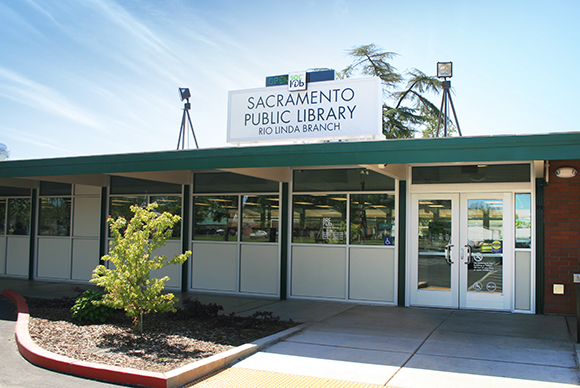 SACRAMENTO
PUBLIC LIBRARY
RIO LINDA BRANCH